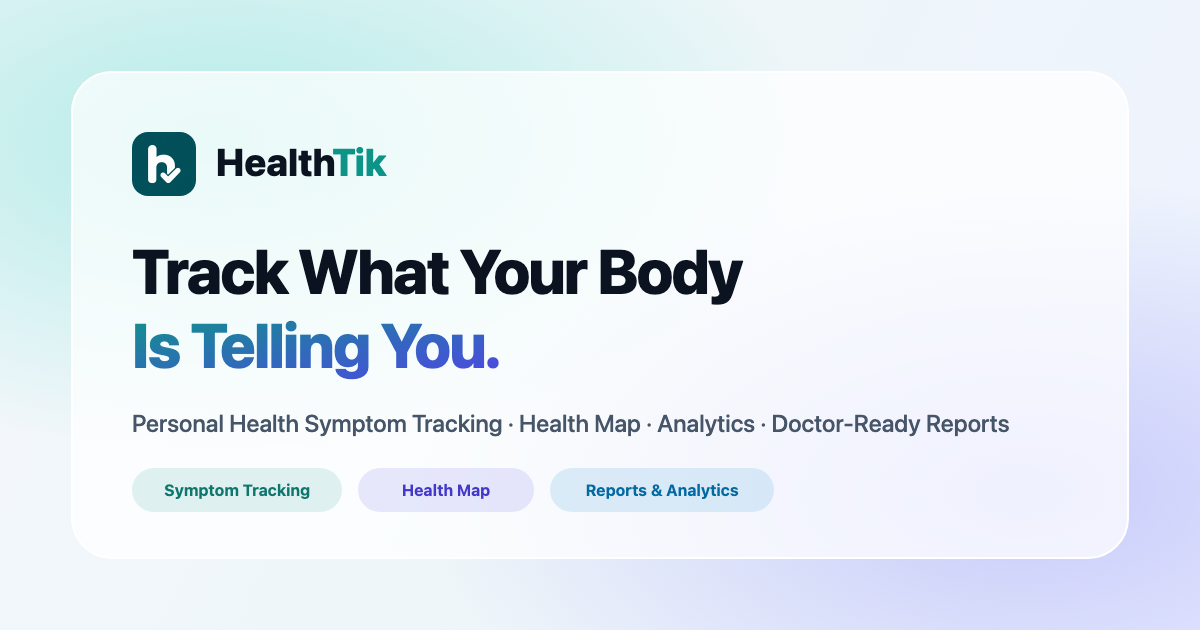 HealthTik
Track What Your Body
Is Telling You.
Personal Health Symptom Tracking · Health Map · Analytics · Doctor-Ready Reports
Symptom Tracking Health Map Reports & Analytics